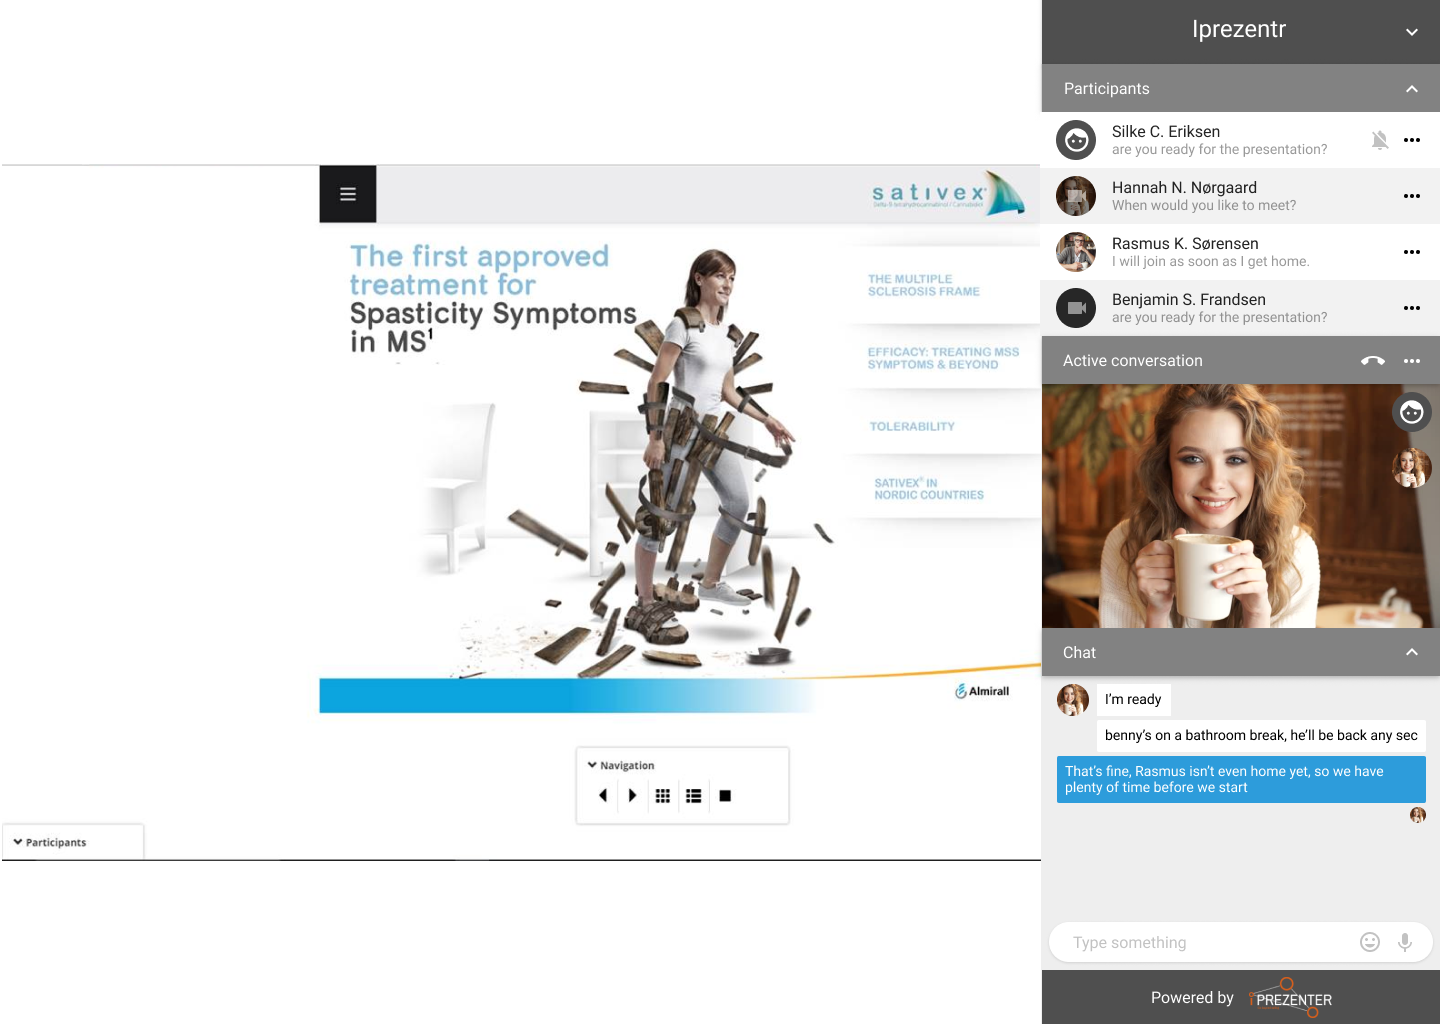 sativex®
Delta-9-tetrahydrocannabinol / Cannabidiol
The first approved
treatment for
Spasticity Symptoms
in MS¹
THE MULTIPLE
SCLEROSIS FRAME
EFFICACY: TREATING MSS
SYMPTOMS & BEYOND
TOLERABILITY
SATIVEX® IN
NORDIC COUNTRIES
Almirall
Navigation
Participants
Iprezentr
Participants
Silke C. Eriksen
are you ready for the presentation?
Hannah N. Nørgaard
When would you like to meet?
Rasmus K. Sørensen
I will join as soon as I get home.
Benjamin S. Frandsen
are you ready for the presentation?
Active conversation
Chat
I’m ready
benny’s on a bathroom break, he’ll be back any sec
That’s fine, Rasmus isn’t even home yet, so we have
plenty of time before we start
Type something
Powered by
iPREZENTER